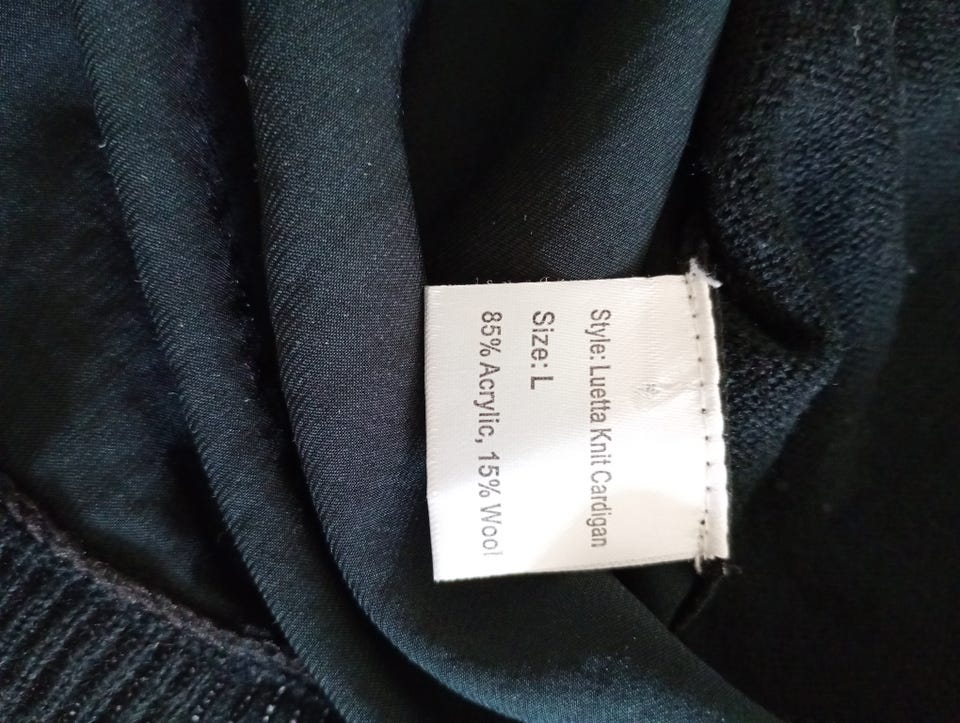 Style: Luetta Knit Cardigan
Size: L
85% Acrylic, 15% Wool